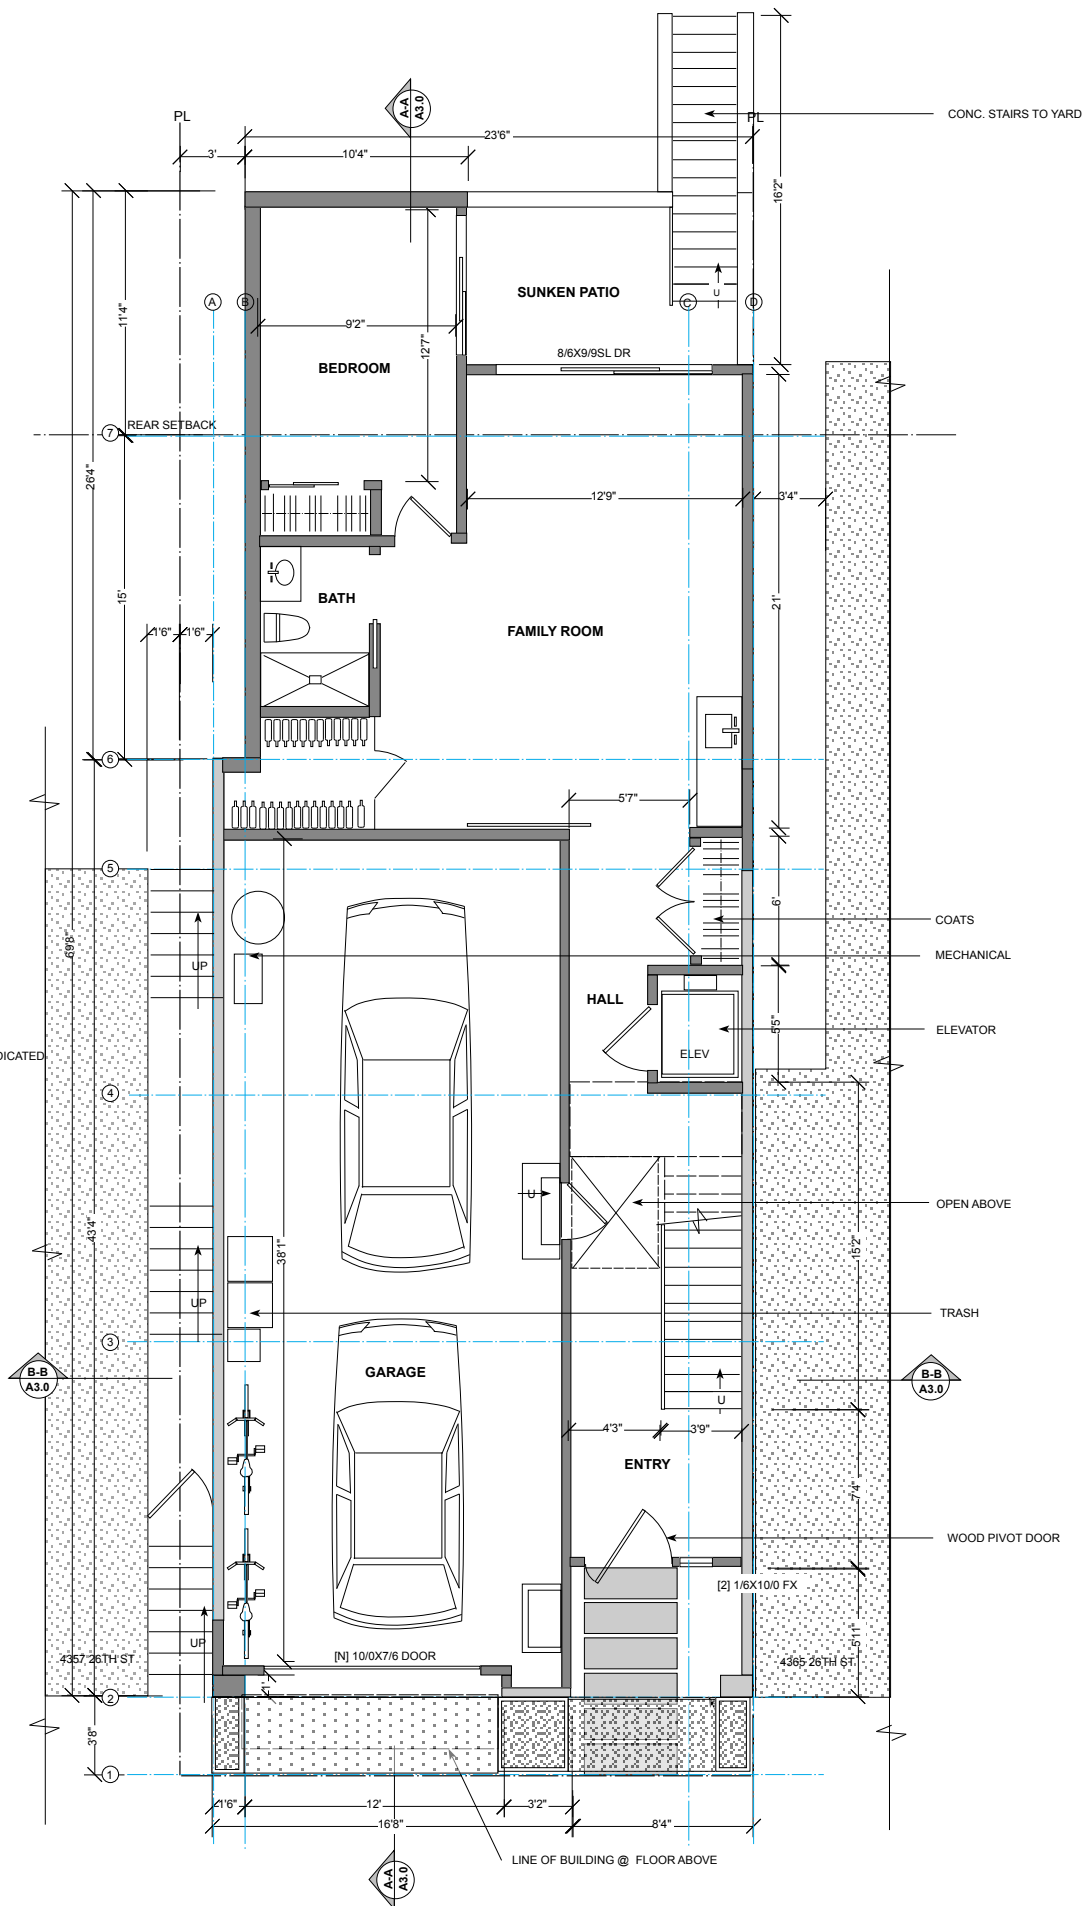 CONC. STAIRS TO YARD
PL
PL
A-A
A3.0
23'6"
3'
10'4"
16'2"
SUNKEN PATIO
U
A
B
C
D
11'4"
9'2"
12'7"
8/6X9/9SL DR
BEDROOM
REAR SETBACK
7
26'4"
12'9"
3'4"
15'
BATH
21'
1'6"
1'6"
FAMILY ROOM
6
5'7"
5
6'
COATS
69'8"
MECHANICAL
UP
HALL
5'5"
ELEVATOR
DICATED
ELEV
4
U
OPEN ABOVE
43'4"
38'1"
15'2"
UP
TRASH
3
B-B
A3.0
GARAGE
B-B
A3.0
U
4'3"
3'9"
ENTRY
7'4"
WOOD PIVOT DOOR
[2] 1/6X10/0 FX
UP
5'11"
4357 26TH ST
[N] 10/0X7/6 DOOR
4365 26TH ST
1'
2
3'8"
1
1'6"
12'
3'2"
16'8"
8'4"
LINE OF BUILDING @ FLOOR ABOVE
A-A
A3.0